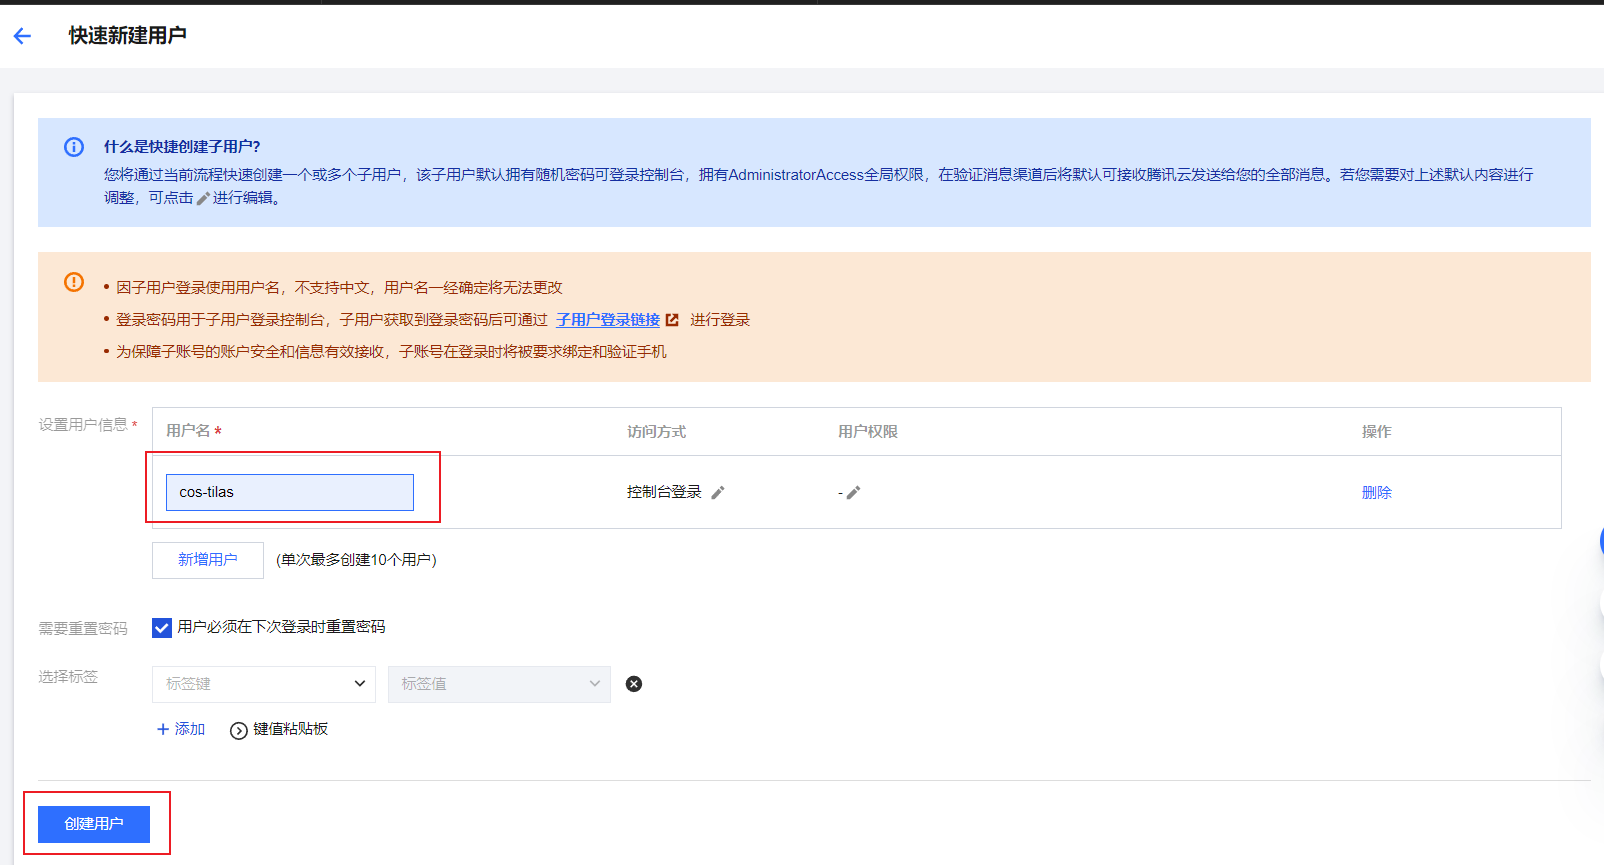 快速新建用户
什么是快捷创建子用户?
您将通过当前流程快速创建一个或多个子用户，该子用户默认拥有随机密码可登录控制台，拥有AdministratorAccess全局权限，在验证消息渠道后将默认可接收腾讯云发送给您的全部消息。若您需要对上述默认内容进行
调整，可点击 进行编辑。
• 因子用户登录使用用户名，不支持中文，用户名一经确定将无法更改
• 登录密码用于子用户登录控制台，子用户获取到登录密码后可通过 子用户登录链接 进行登录
• 为保障子账号的账户安全和信息有效接收，子账号在登录时将被要求绑定和验证手机
设置用户信息 * 用户名 * 访问方式 用户权限 操作
cos-tilas 控制台登录 - 删除
新增用户 (单次最多创建10个用户)
需要重置密码 用户必须在下次登录时重置密码
选择标签 标签键 标签值
+ 添加 键值粘贴板
创建用户